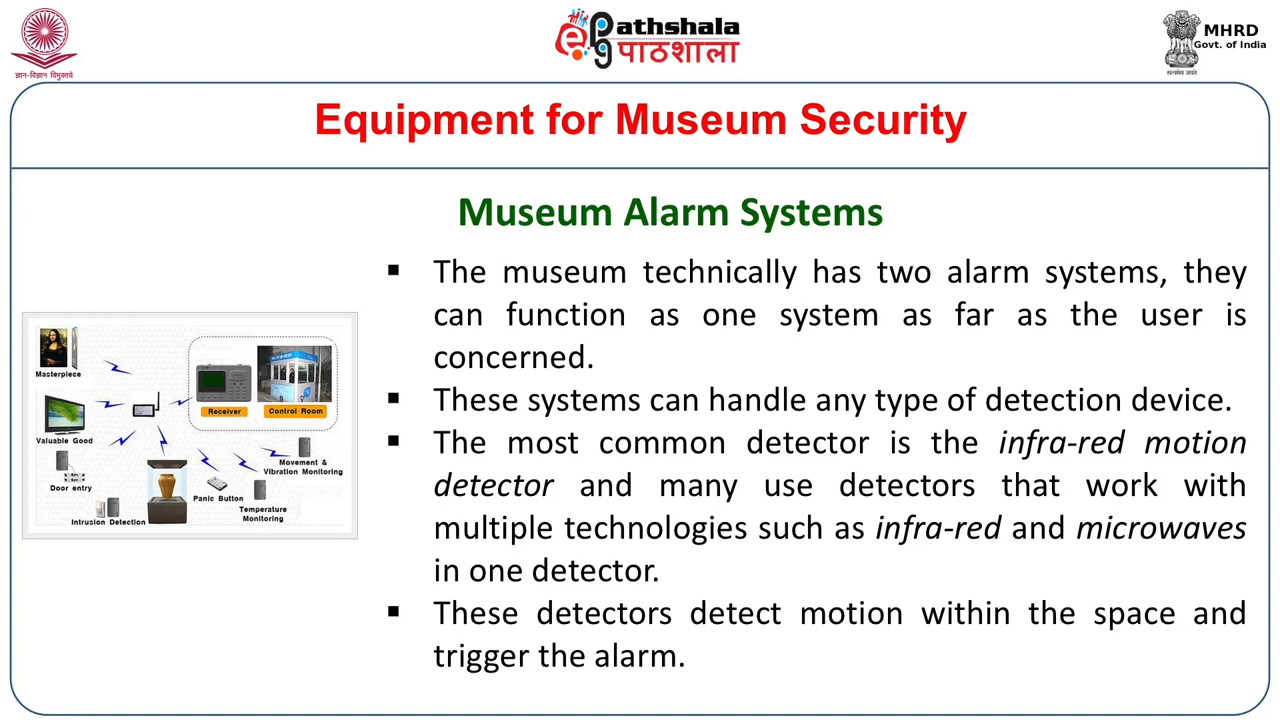 ज्ञान-विज्ञान विमुक्तये
ePathshala
पाठशाला
MHRD
Govt. of India
सत्यमेव जयते
Equipment for Museum Security
Museum Alarm Systems
▪ The museum technically has two alarm systems, they
can function as one system as far as the user is
concerned.
▪ These systems can handle any type of detection device.
▪ The most common detector is the infra-red motion
detector and many use detectors that work with
multiple technologies such as infra-red and microwaves
in one detector.
▪ These detectors detect motion within the space and
trigger the alarm.
Masterpiece
Receiver
Control Room
Valuable Good
Movement &
Vibration Monitoring
Door entry
Panic Button
Temperature
Monitoring
Intrusion Detection